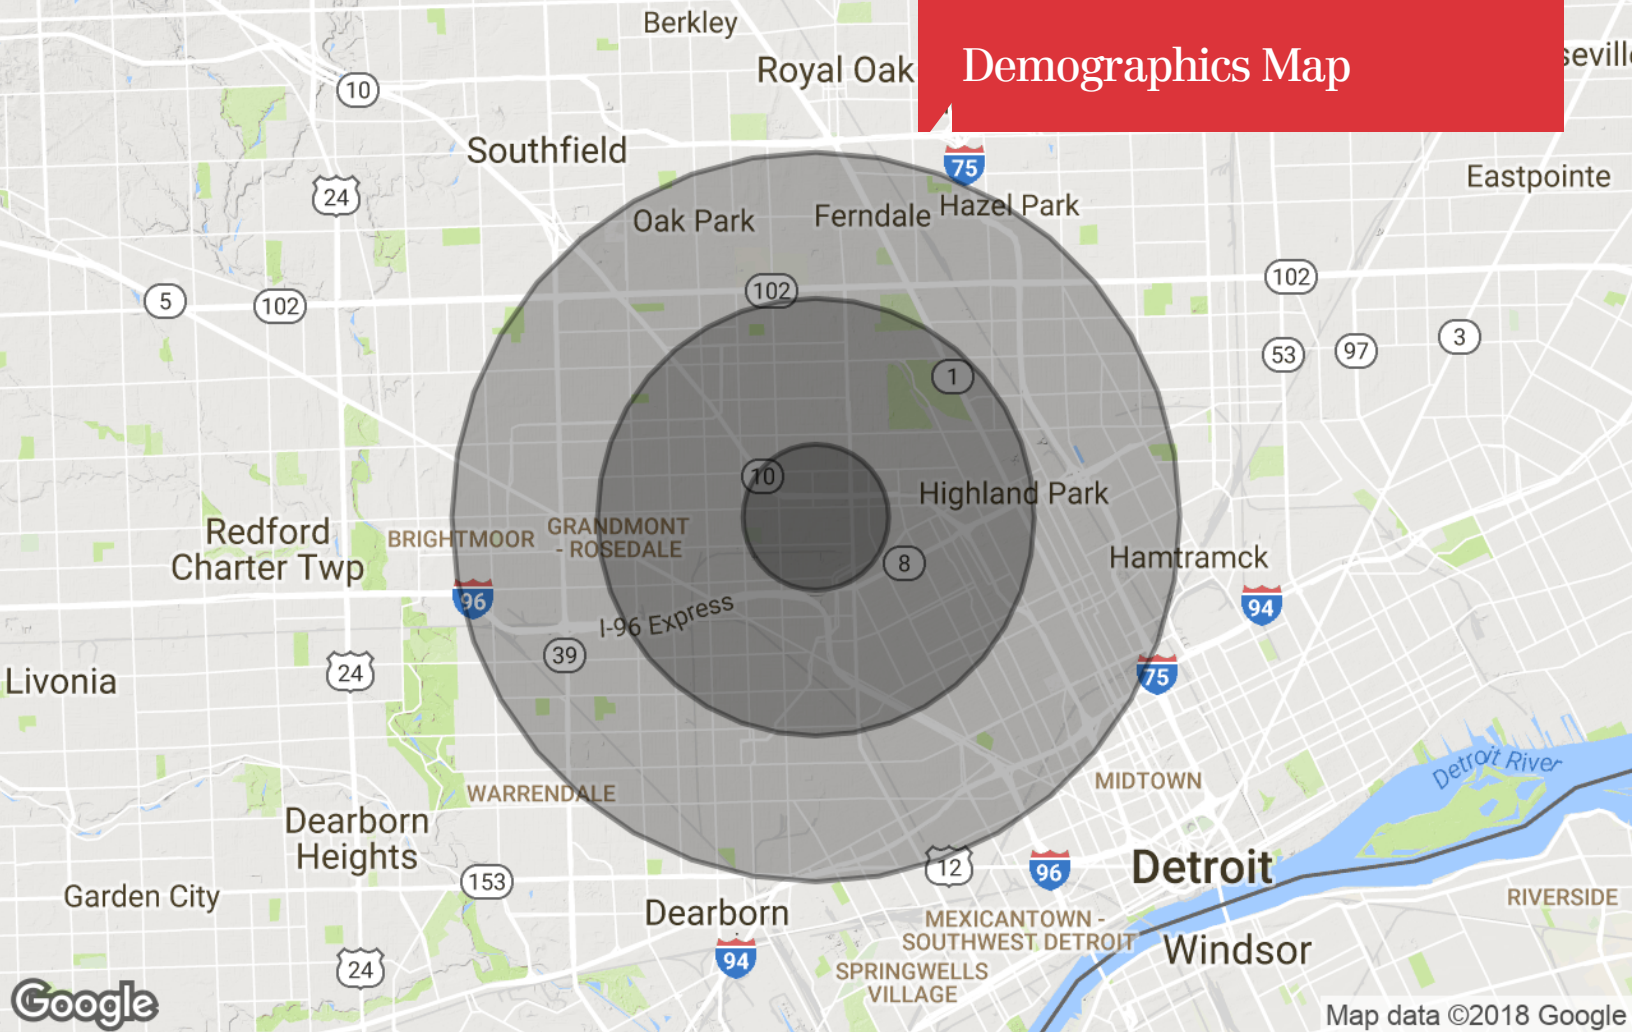 Berkley
Royal Oak
Demographics Map
seville
10
Southfield
75
Eastpointe
24
Oak Park
Ferndale
Hazel Park
5
102
102
102
53
97
3
1
10
Highland Park
Redford
Charter Twp
BRIGHTMOOR
GRANDMONT
- ROSEDALE
8
Hamtramck
96
94
I-96 Express
39
24
75
Livonia
Detroit River
WARRENDALE
MIDTOWN
Dearborn
Heights
153
12
96
Detroit
Garden City
Dearborn
RIVERSIDE
MEXICANTOWN -
SOUTHWEST DETROIT
Windsor
94
24
SPRINGWELLS
VILLAGE
Google
Map data ©2018 Google